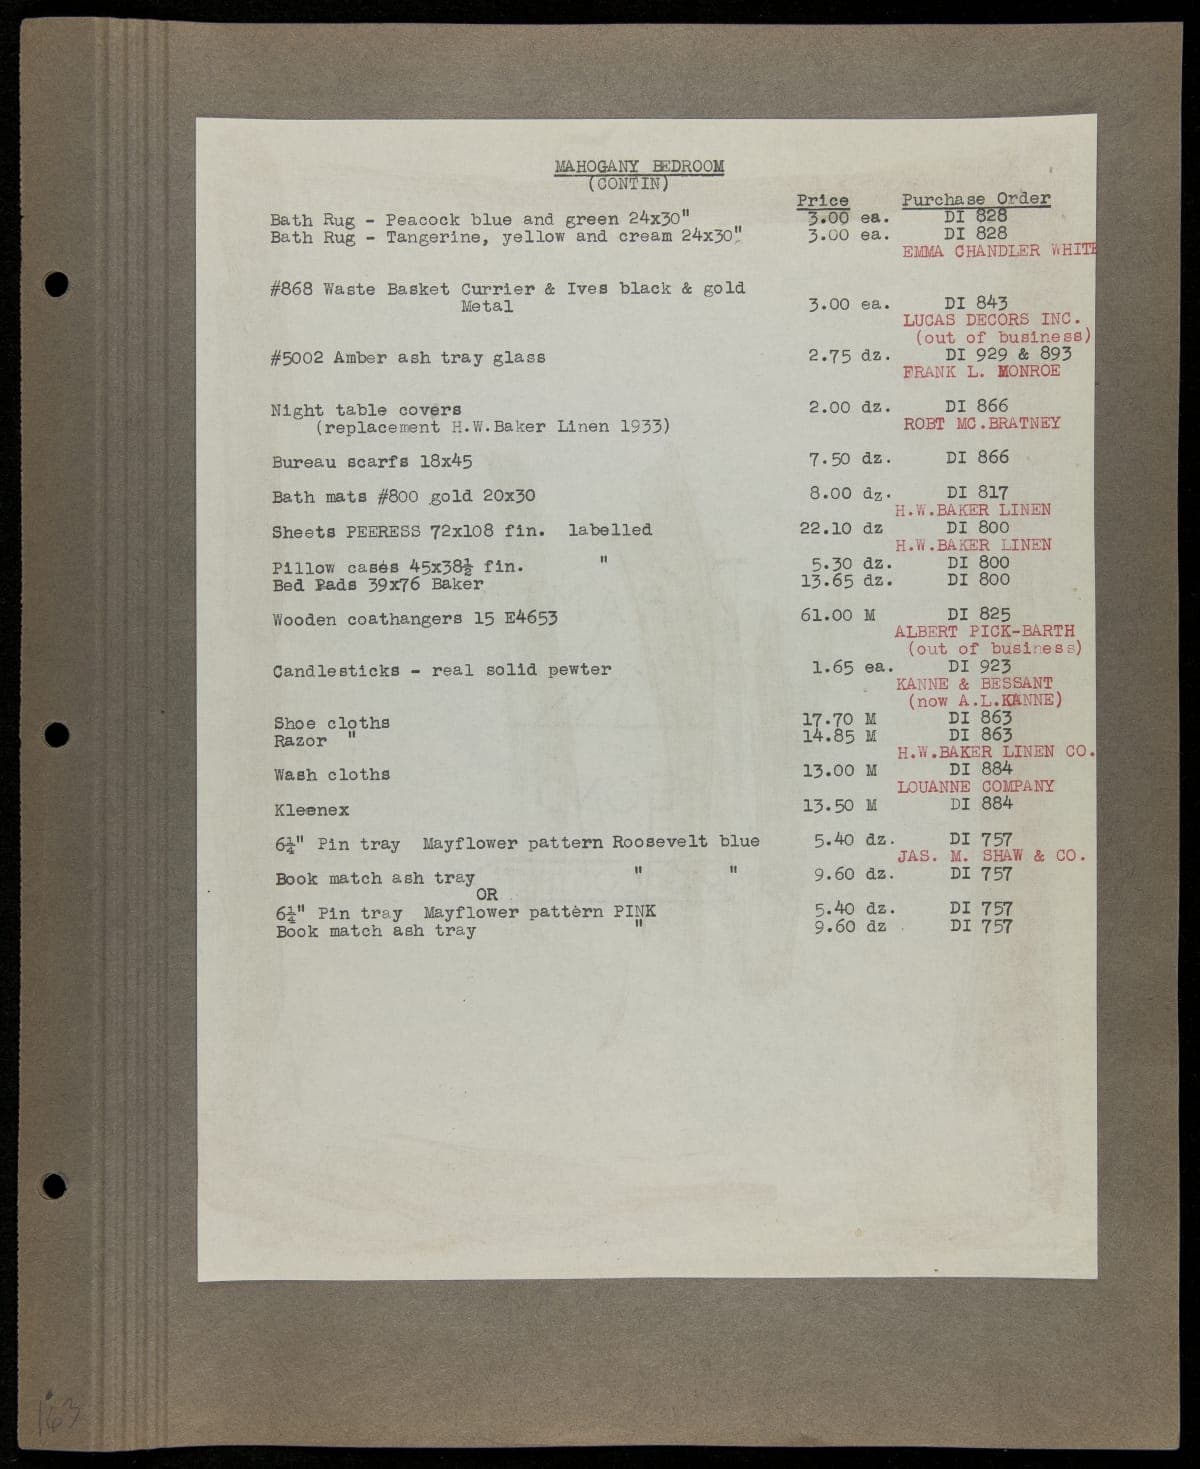 MAHOGANY BEDROOM
(CONTIN)
Price Purchase Order
Bath Rug - Peacock blue and green 24x30" 3.00 ea. DI 828
Bath Rug - Tangerine, yellow and cream 24x30" 3.00 ea. DI 828
EMMA CHANDLER WHITE
#868 Waste Basket Currier & Ives black & gold
Metal 3.00 ea. DI 843
LUCAS DECORS INC.
(out of business)
#5002 Amber ash tray glass 2.75 dz. DI 929 & 893
FRANK L. MONROE
Night table covers 2.00 dz. DI 866
(replacement H.W.Baker Linen 1933) ROBT MC.BRATNEY
Bureau scarfs 18x45 7.50 dz. DI 866
Bath mats #800 gold 20x30 8.00 dz. DI 817
H.W.BAKER LINEN
Sheets PEERESS 72x108 fin. labelled 22.10 dz DI 800
H.W.BAKER LINEN
Pillow cases 45x38½ fin. " 5.30 dz. DI 800
Bed Pads 39x76 Baker 13.65 dz. DI 800
Wooden coathangers 15 E4653 61.00 M DI 825
ALBERT PICK-BARTH
(out of business)
Candlesticks - real solid pewter 1.65 ea. DI 923
KANNE & BESSANT
(now A.L.KANNE)
Shoe cloths 17.70 M DI 863
Razor " 14.85 M DI 863
H.W.BAKER LINEN CO.
Wash cloths 13.00 M DI 884
LOUANNE COMPANY
Kleenex 13.50 M DI 884
6¼" Pin tray Mayflower pattern Roosevelt blue 5.40 dz. DI 757
JAS. M. SHAW & CO.
Book match ash tray " " 9.60 dz. DI 757
OR
6¼" Pin tray Mayflower pattern PINK 5.40 dz. DI 757
Book match ash tray " 9.60 dz. DI 757
163